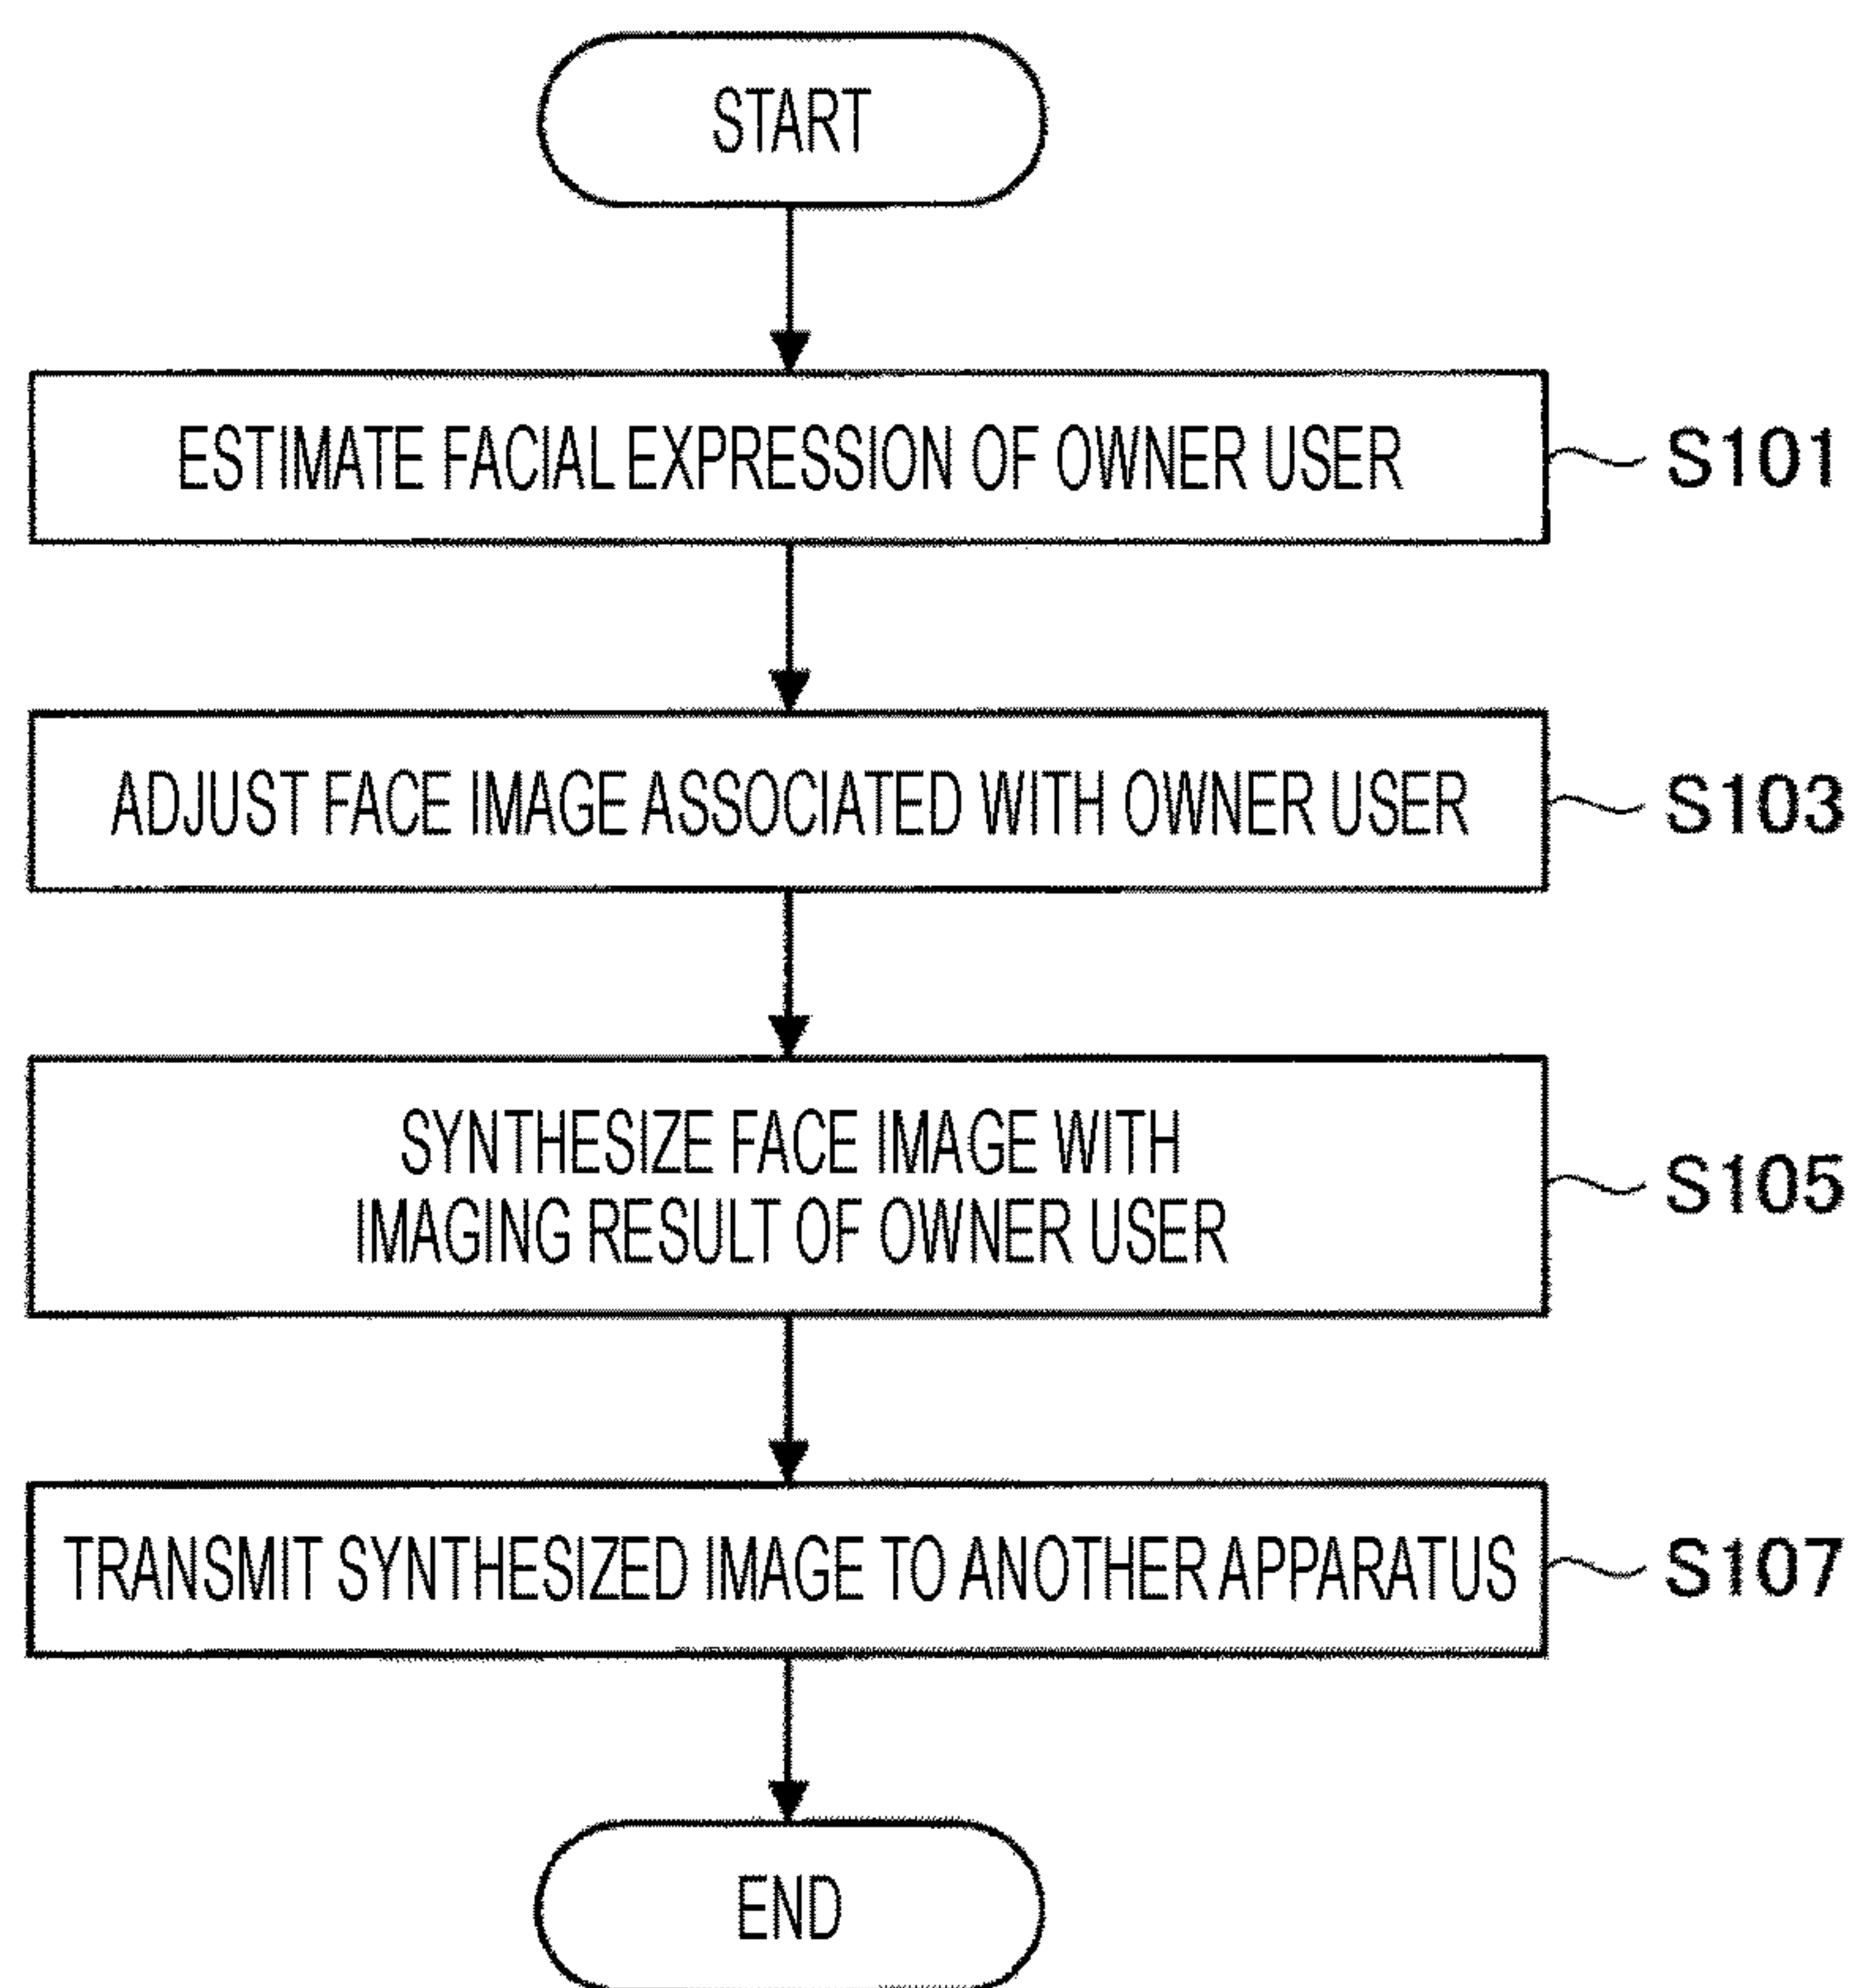 START
ESTIMATE FACIAL EXPRESSION OF OWNER USER
S101
ADJUST FACE IMAGE ASSOCIATED WITH OWNER USER
S103
SYNTHESIZE FACE IMAGE WITH
IMAGING RESULT OF OWNER USER
S105
TRANSMIT SYNTHESIZED IMAGE TO ANOTHER APPARATUS
S107
END